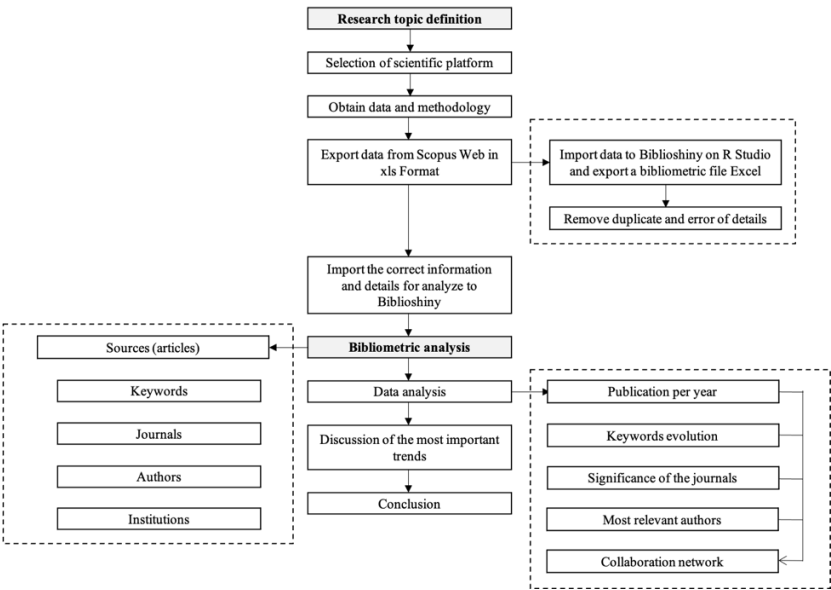 Research topic definition
Selection of scientific platform
Obtain data and methodology
Export data from Scopus Web in
xls Format
Import data to Biblioshiny on R Studio
and export a bibliometric file Excel
Remove duplicate and error of details
Import the correct information
and details for analyze to
Biblioshiny
Bibliometric analysis
Sources (articles)
Keywords
Journals
Authors
Institutions
Data analysis
Discussion of the most important
trends
Conclusion
Publication per year
Keywords evolution
Significance of the journals
Most relevant authors
Collaboration network